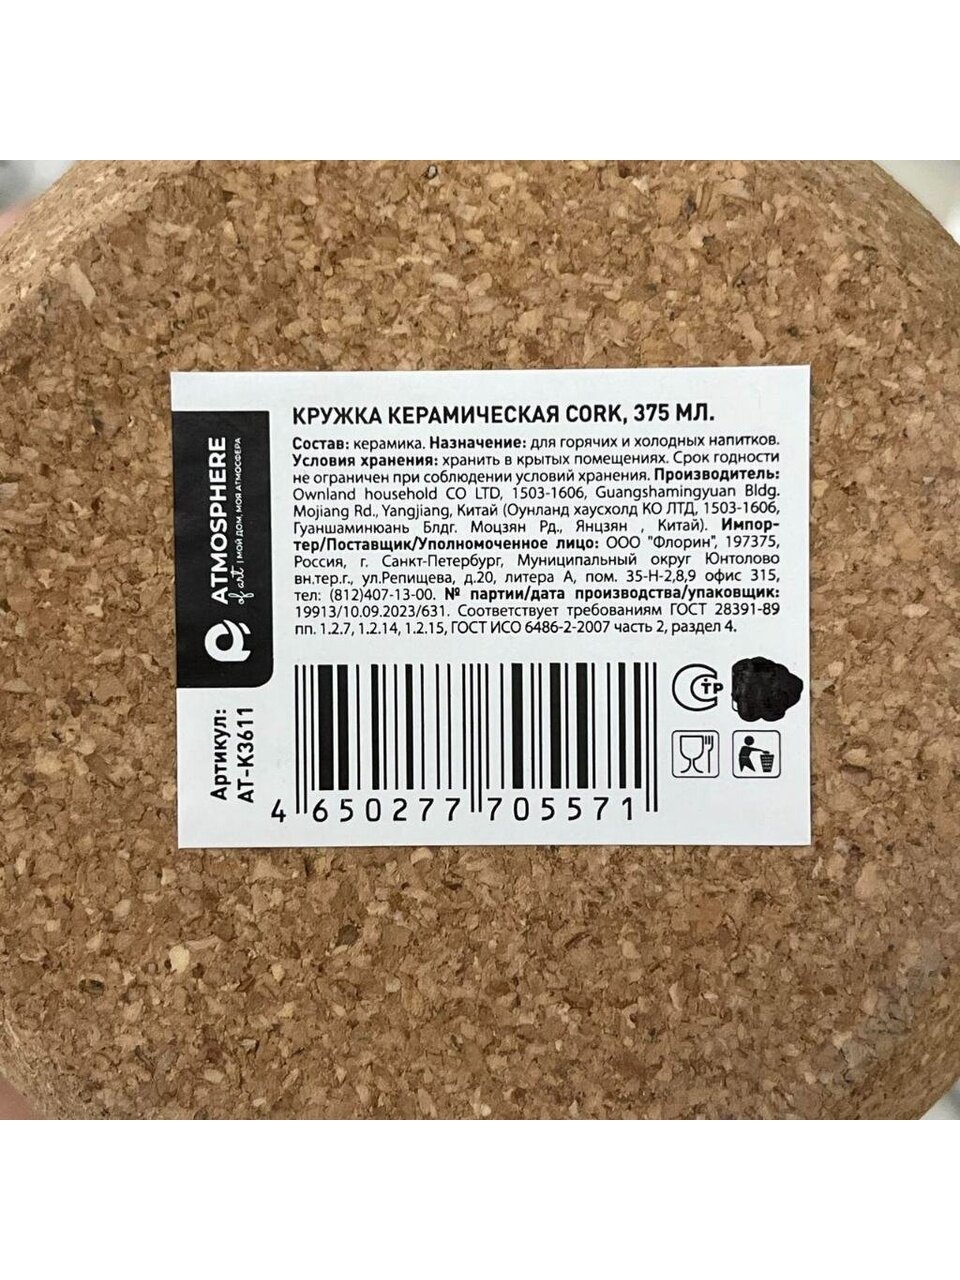 КРУЖКА КЕРАМИЧЕСКАЯ CORK, 375 МЛ.
Состав: керамика. Назначение: для горячих и холодных напитков.
Условия хранения: хранить в крытых помещениях. Срок годности
не ограничен при соблюдении условий хранения. Производитель:
Ownland household CO LTD, 1503-1606, Guangshamingyuan Bldg.
Mojiang Rd., Yangjiang, Китай (Оунланд хаусхолд КО ЛТД, 1503-1606,
Гуаншаминюань Блдг. Моцзян Рд., Янцзян , Китай). Импор-
тер/Поставщик/Уполномоченное лицо: ООО "Флорин", 197375,
Россия, г. Санкт-Петербург, Муниципальный округ Юнтолово
вн.тер.г., ул.Репищева, д.20, литера А, пом. 35-Н-2,8,9 офис 315,
тел: (812)407-13-00. № партии/дата производства/упаковщик:
19913/10.09.2023/631. Соответствует требованиям ГОСТ 28391-89
пп. 1.2.7, 1.2.14, 1.2.15, ГОСТ ИСО 6486-2-2007 часть 2, раздел 4.
ATMOSPHERE
of art | МОЙ ДОМ, МОЯ АТМОСФЕРА
Артикул:
AT-K3611
4 650277 705571
СТР